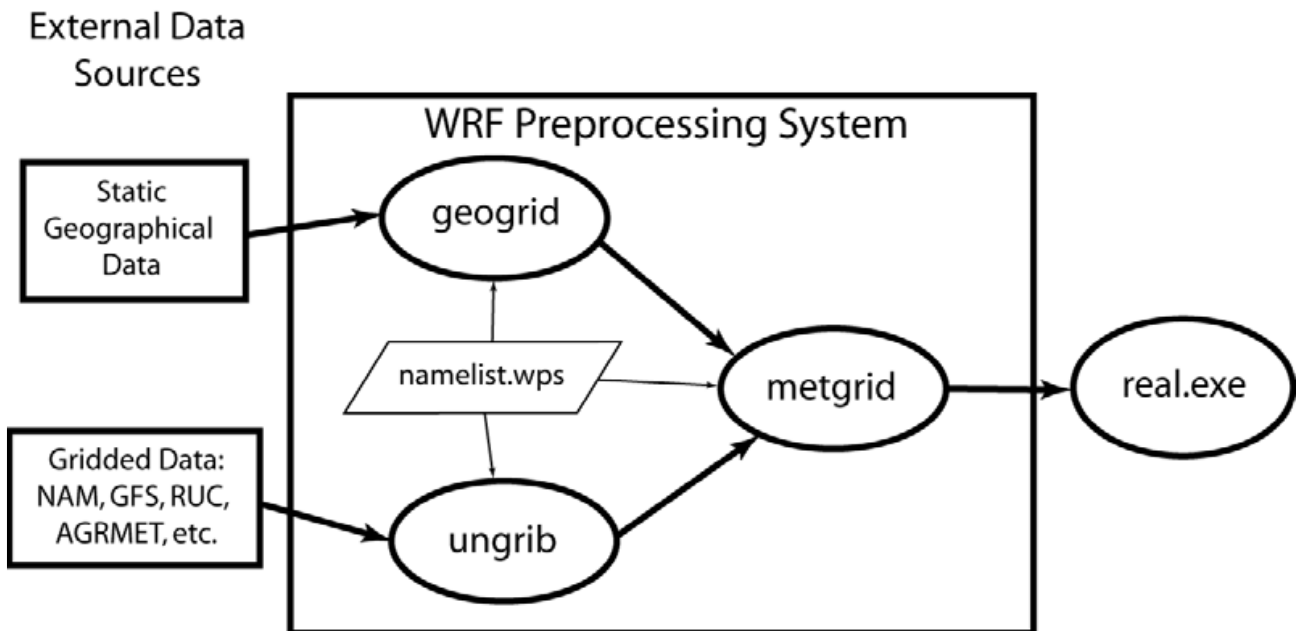 External Data
Sources
WRF Preprocessing System
Static
Geographical
Data
geogrid
namelist.wps
metgrid
real.exe
Gridded Data:
NAM, GFS, RUC,
AGRMET, etc.
ungrib